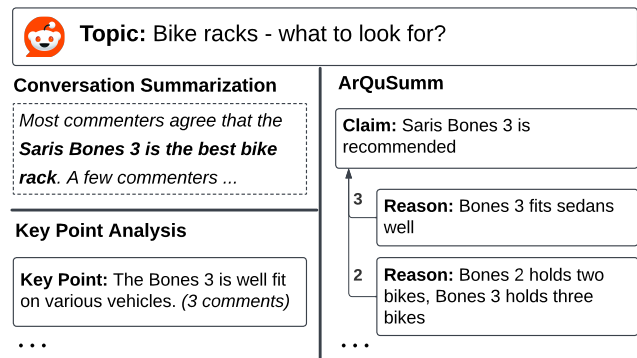 Topic: Bike racks - what to look for?
Conversation Summarization
Most commenters agree that the
Saris Bones 3 is the best bike
rack. A few commenters ...
Key Point Analysis
Key Point: The Bones 3 is well fit
on various vehicles. (3 comments)
...
ArQuSumm
Claim: Saris Bones 3 is
recommended
3
Reason: Bones 3 fits sedans
well
2
Reason: Bones 2 holds two
bikes, Bones 3 holds three
bikes
...